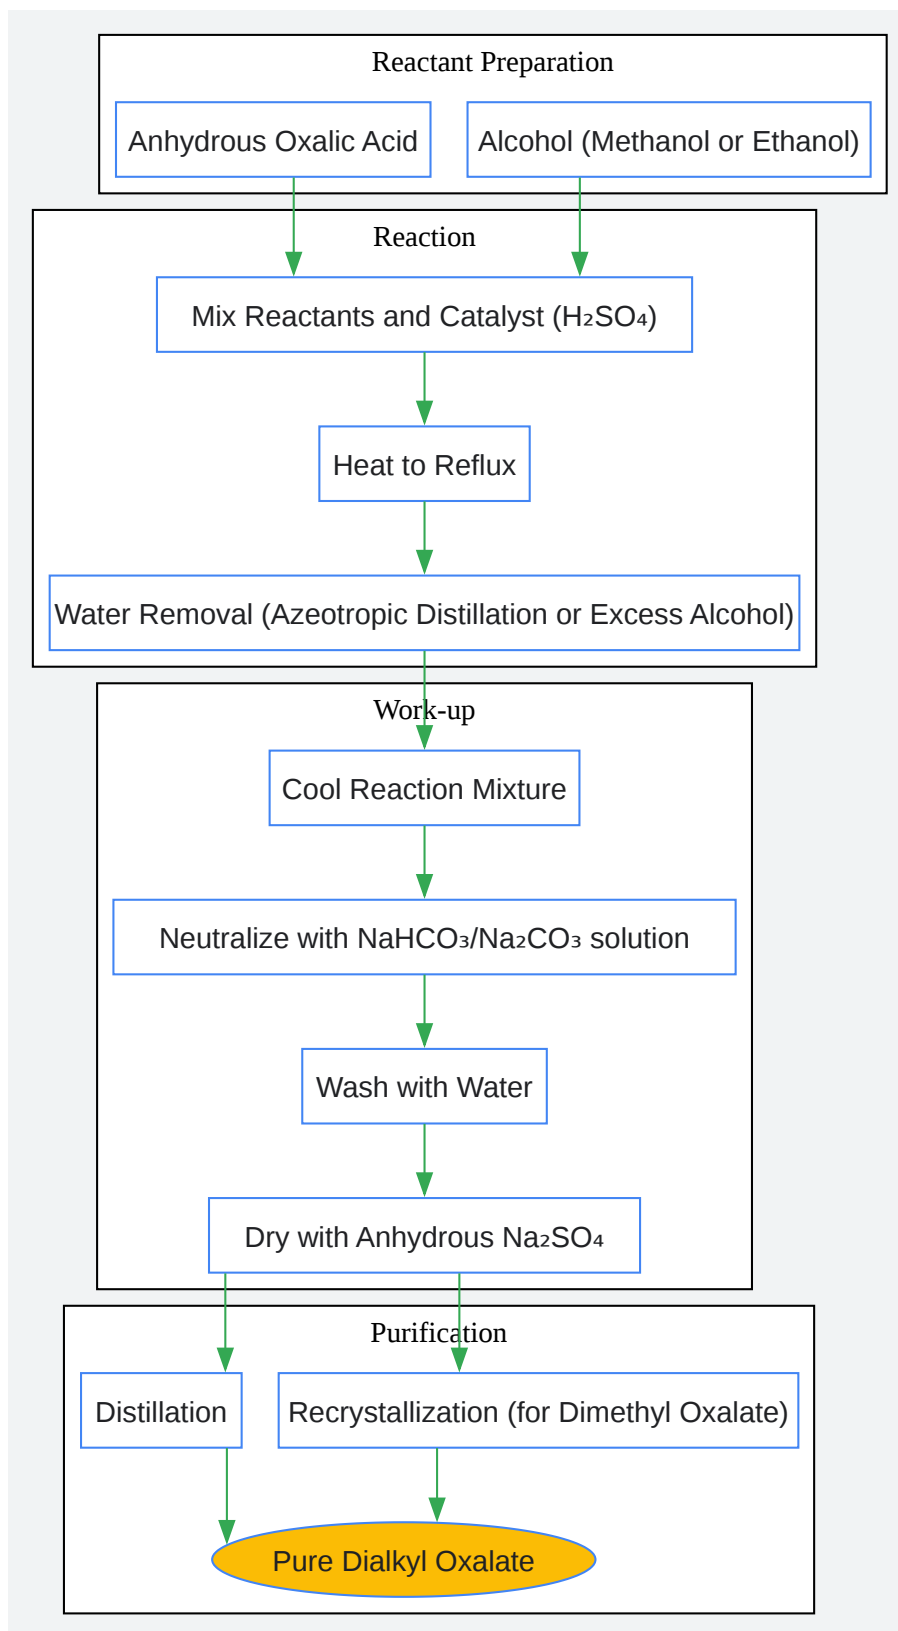 Reactant Preparation
Anhydrous Oxalic Acid
Alcohol (Methanol or Ethanol)
Reaction
Mix Reactants and Catalyst (H₂SO₄)
Heat to Reflux
Water Removal (Azeotropic Distillation or Excess Alcohol)
Work-up
Cool Reaction Mixture
Neutralize with NaHCO₃/Na₂CO₃ solution
Wash with Water
Dry with Anhydrous Na₂SO₄
Purification
Distillation
Recrystallization (for Dimethyl Oxalate)
Pure Dialkyl Oxalate